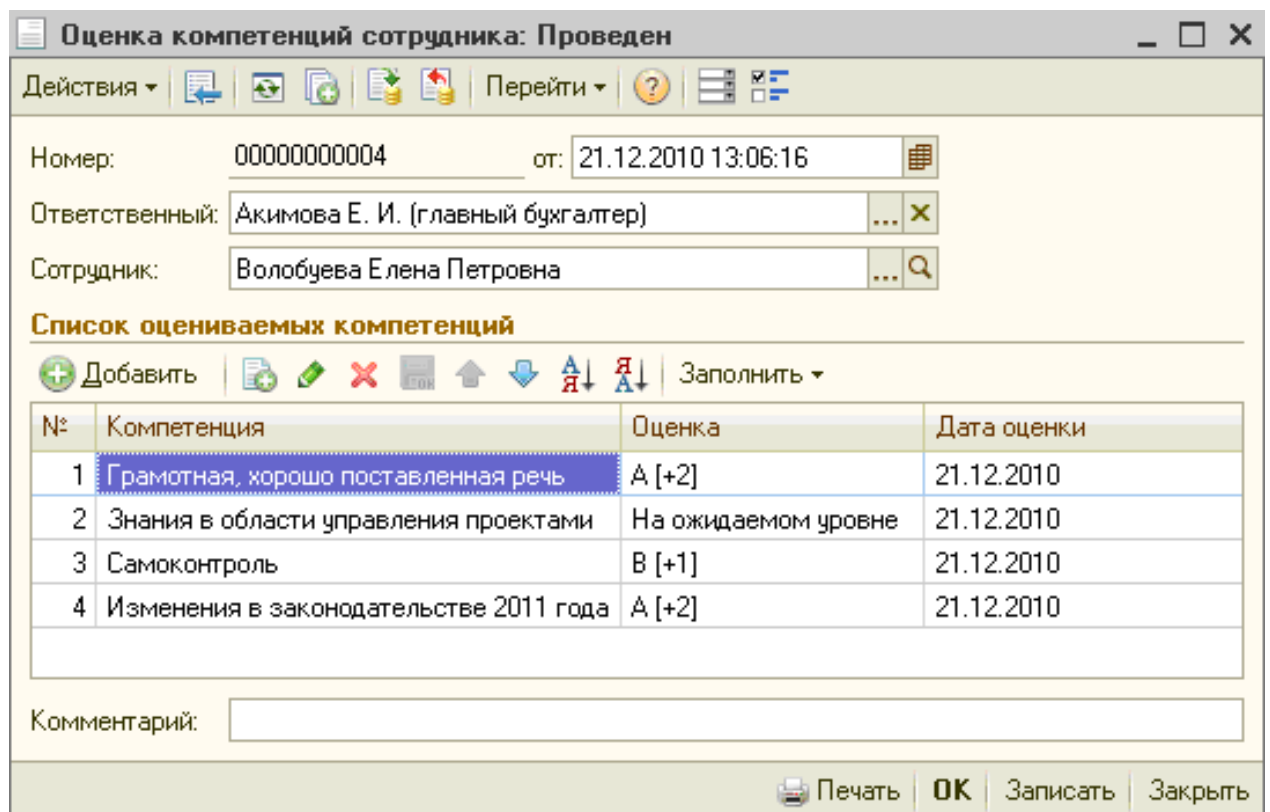 Оценка компетенций сотрудника: Проведен
Действия Перейти
Номер: 00000000004 от: 21.12.2010 13:06:16
Ответственный: Акимова Е. И. (главный бухгалтер) ...
Сотрудник: Волобуева Елена Петровна ...
Список оцениваемых компетенций
Добавить Заполнить
№ Компетенция Оценка Дата оценки
1 Грамотная, хорошо поставленная речь А [+2] 21.12.2010
2 Знания в области управления проектами На ожидаемом уровне 21.12.2010
3 Самоконтроль В [+1] 21.12.2010
4 Изменения в законодательстве 2011 года А [+2] 21.12.2010
Комментарий:
Печать OK Записать Закрыть